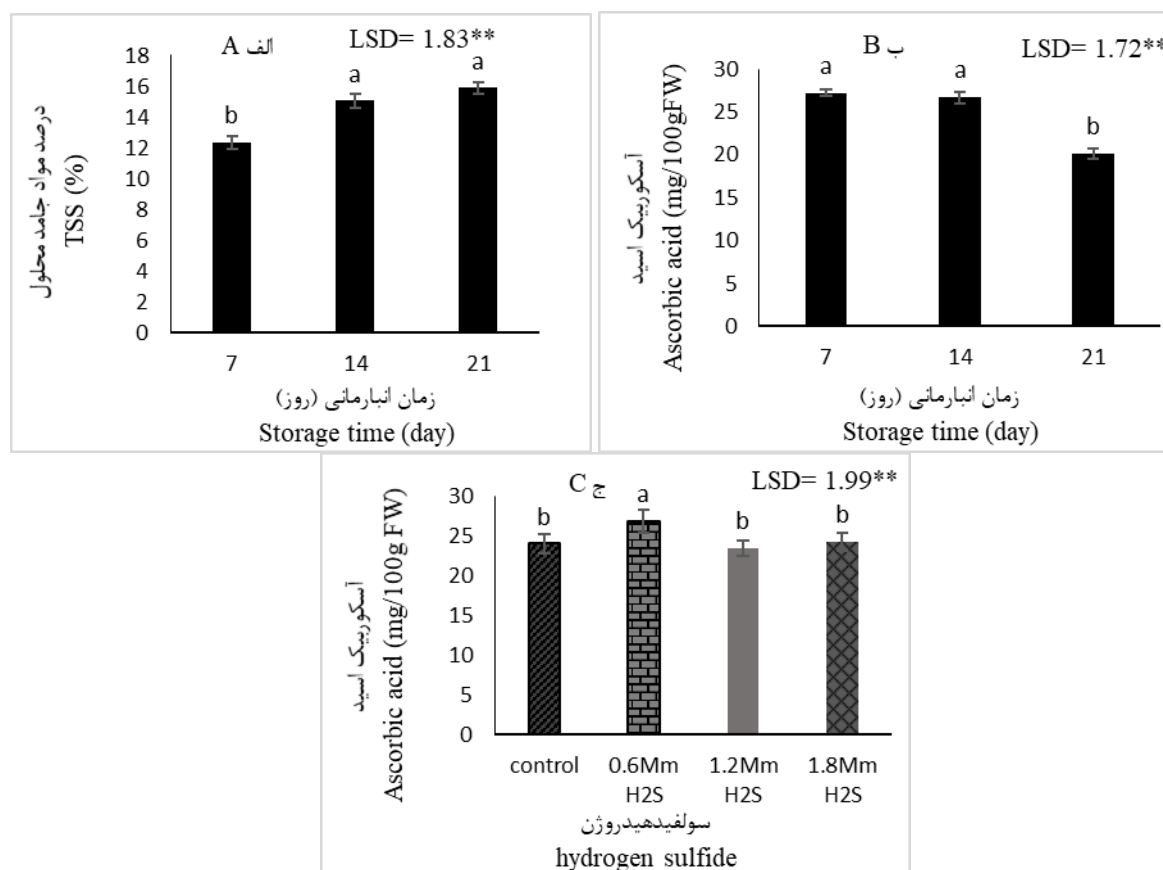 الف A
LSD= 1.83**
درصد مواد جامد محلول
TSS (%)
18
16
14
12
10
8
6
4
2
0
b
a
a
7
14
21
زمان انبارمانی (روز)
Storage time (day)
ب B
LSD= 1.72**
آسکوربیک اسید
Ascorbic acid (mg/100gFW)
30
25
20
15
10
5
0
a
a
b
7
14
21
زمان انبارمانی (روز)
Storage time (day)
ج C
LSD= 1.99**
آسکوربیک اسید
Ascorbic acid (mg/100g FW)
30
25
20
15
10
5
0
b
a
b
b
control
0.6Mm H2S
1.2Mm H2S
1.8Mm H2S
سولفیدهیدروژن
hydrogen sulfide